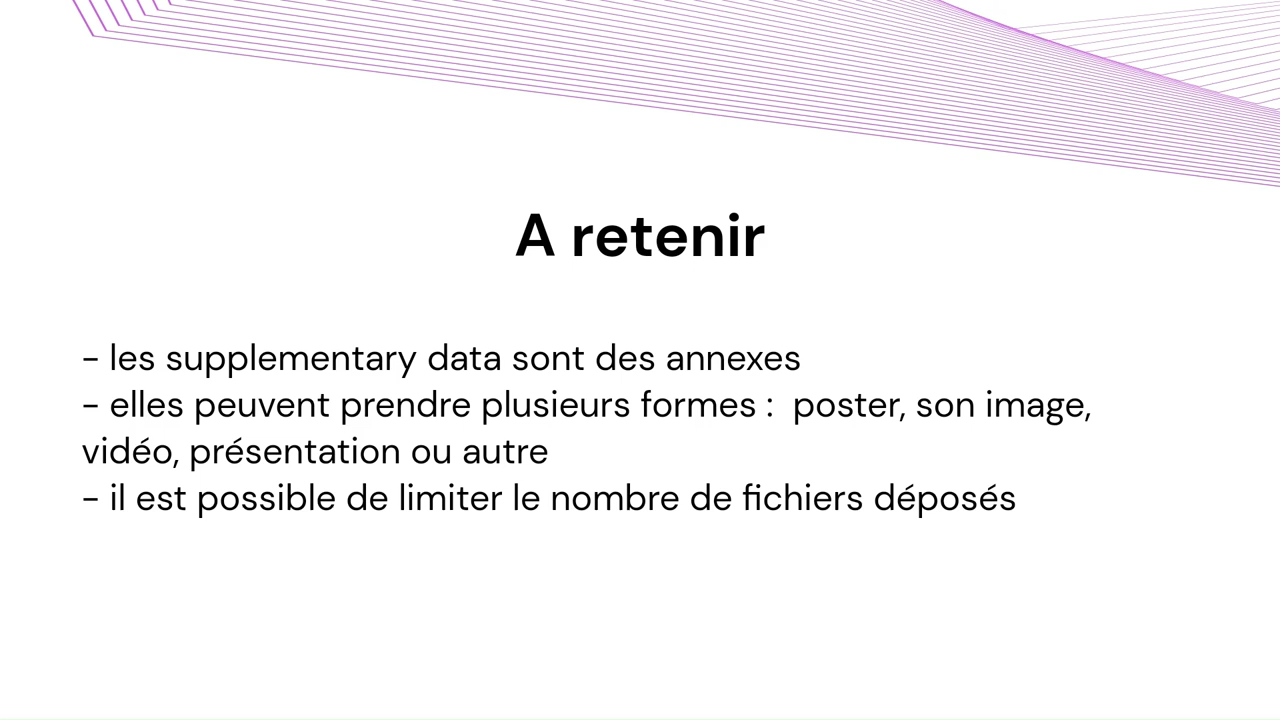 A retenir
- les supplementary data sont des annexes
- elles peuvent prendre plusieurs formes :  poster, son image,
vidéo, présentation ou autre
- il est possible de limiter le nombre de fichiers déposés